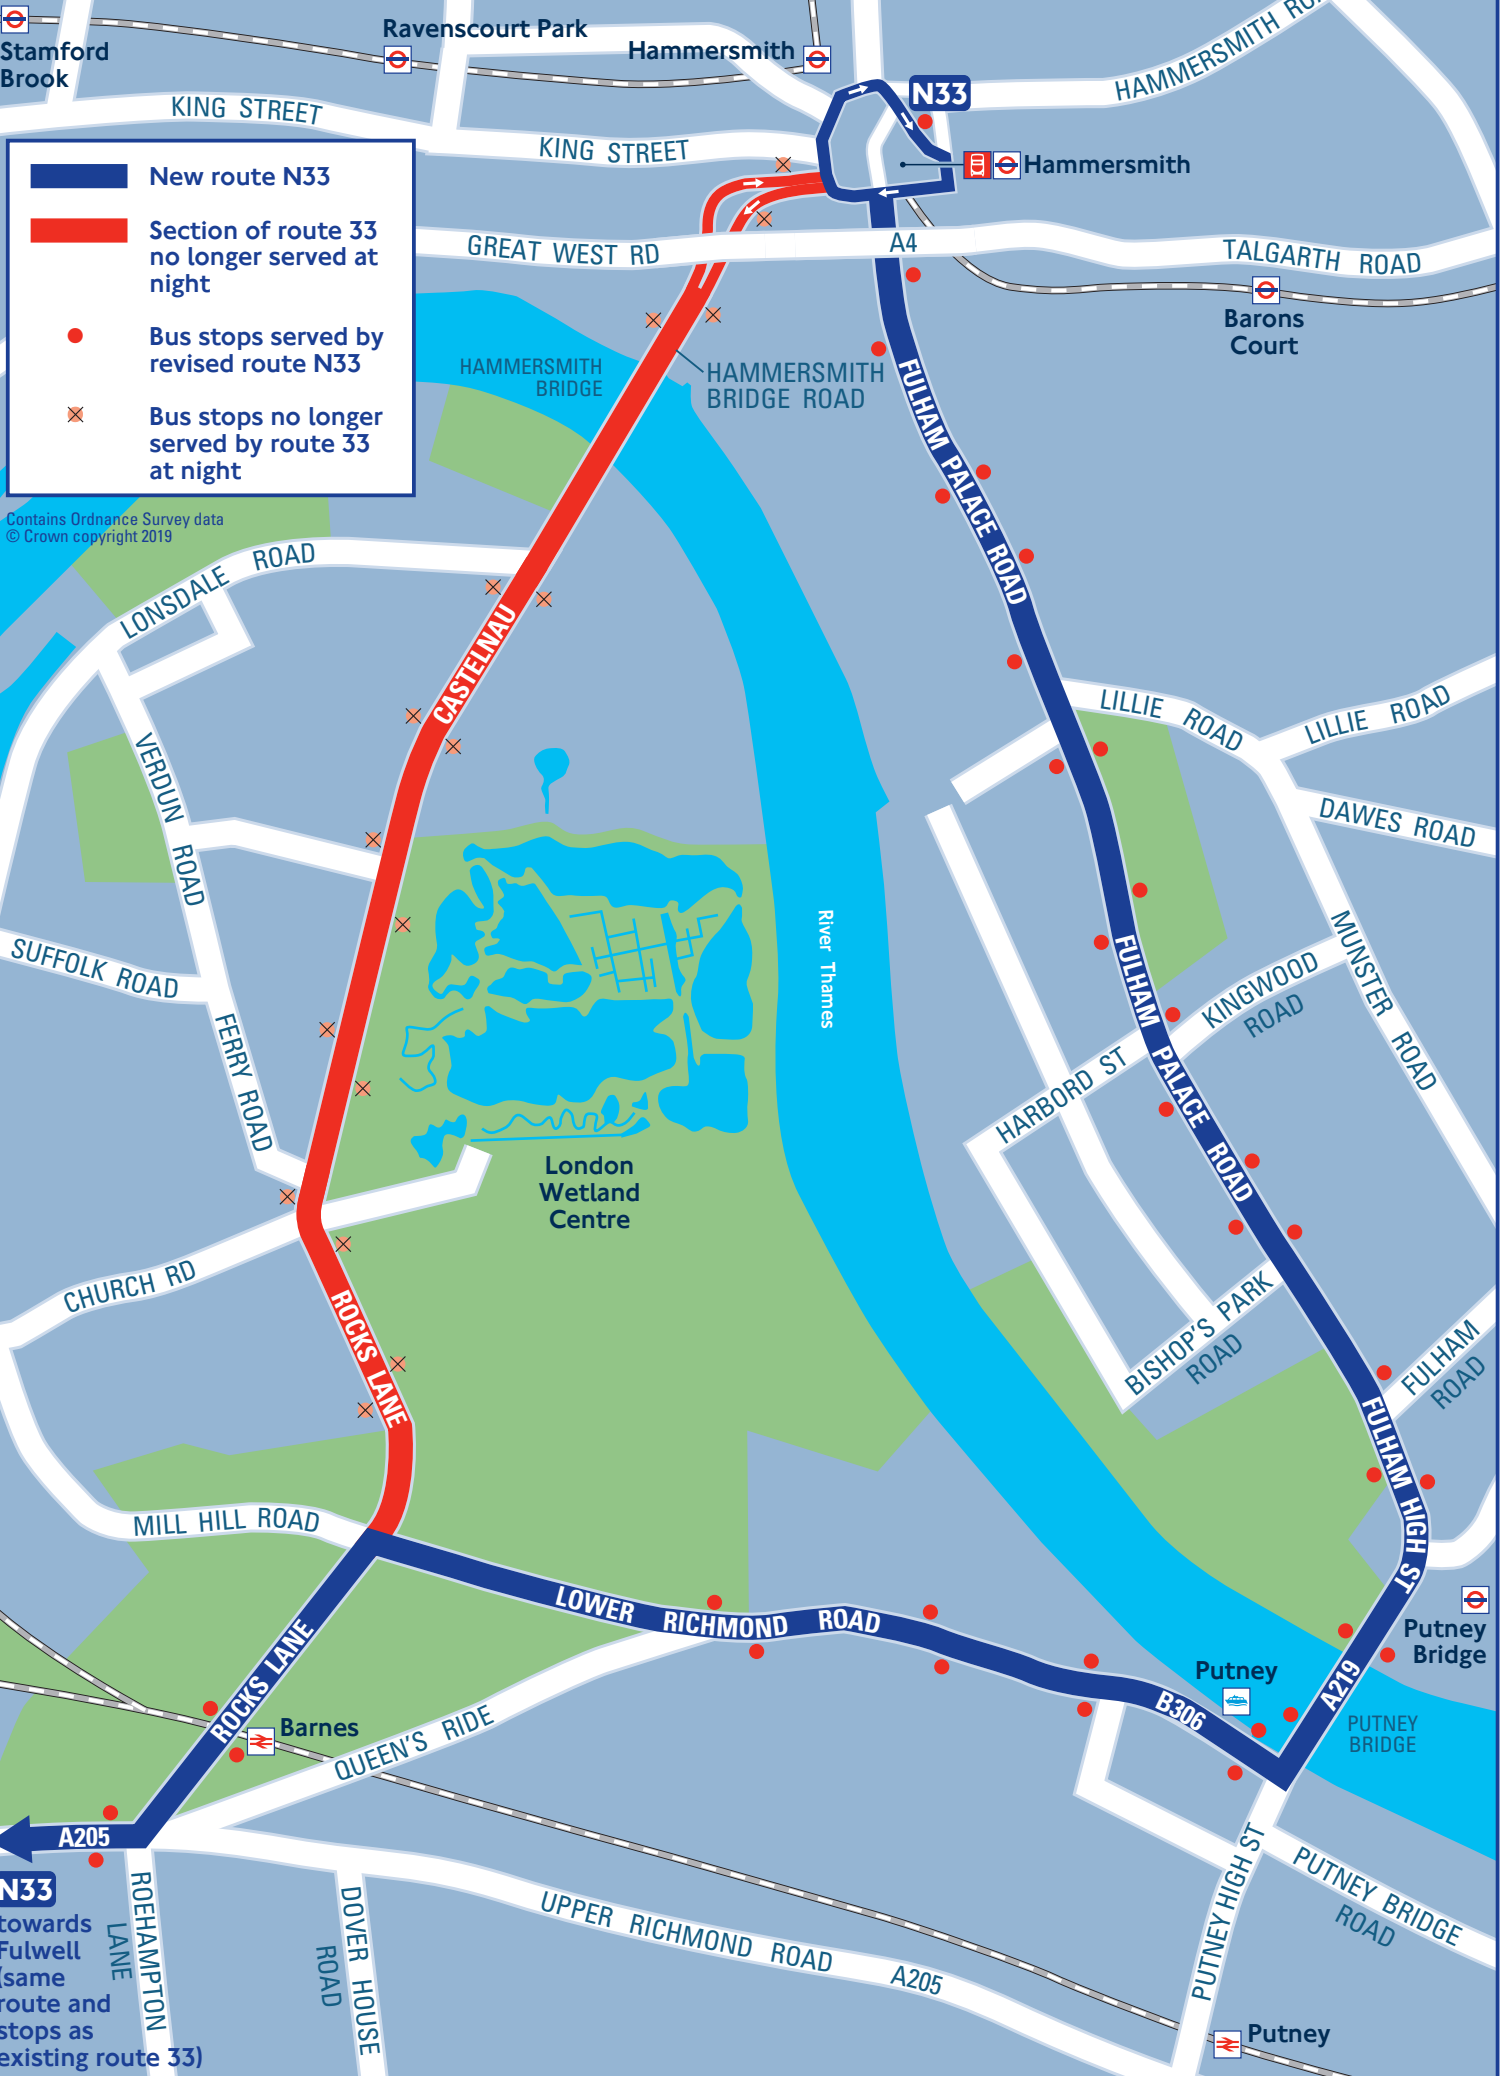 Stamford
Brook
Ravenscourt Park
Hammersmith
HAMMERSMITH
KING STREET
KING STREET
N33
Hammersmith
New route N33
Section of route 33
no longer served at
night
Bus stops served by
revised route N33
Bus stops no longer
served by route 33
at night
Contains Ordnance Survey data
© Crown copyright 2019
GREAT WEST RD
A4
TALGARTH ROAD
Barons
Court
HAMMERSMITH
BRIDGE
HAMMERSMITH
BRIDGE ROAD
FULHAM PALACE ROAD
LONSDALE ROAD
CASTELNAU
LILLIE ROAD
LILLIE ROAD
DAWES ROAD
VERDUN ROAD
SUFFOLK ROAD
FERRY ROAD
River Thames
MUNSTER ROAD
FULHAM PALACE ROAD
KINGWOOD
ROAD
HARBORD ST
London
Wetland
Centre
CHURCH RD
ROCKS LANE
BISHOP'S PARK
ROAD
FULHAM
ROAD
FULHAM HIGH ST
MILL HILL ROAD
LOWER RICHMOND ROAD
ROCKS LANE
Barnes
QUEEN'S RIDE
B306
Putney
A219
Putney
Bridge
PUTNEY
BRIDGE
A205
N33
towards
Fulwell
(same
route and
stops as
existing route 33)
ROEHAMPTON
LANE
DOVER HOUSE
ROAD
UPPER RICHMOND ROAD A205
PUTNEY HIGH ST
PUTNEY BRIDGE
ROAD
Putney